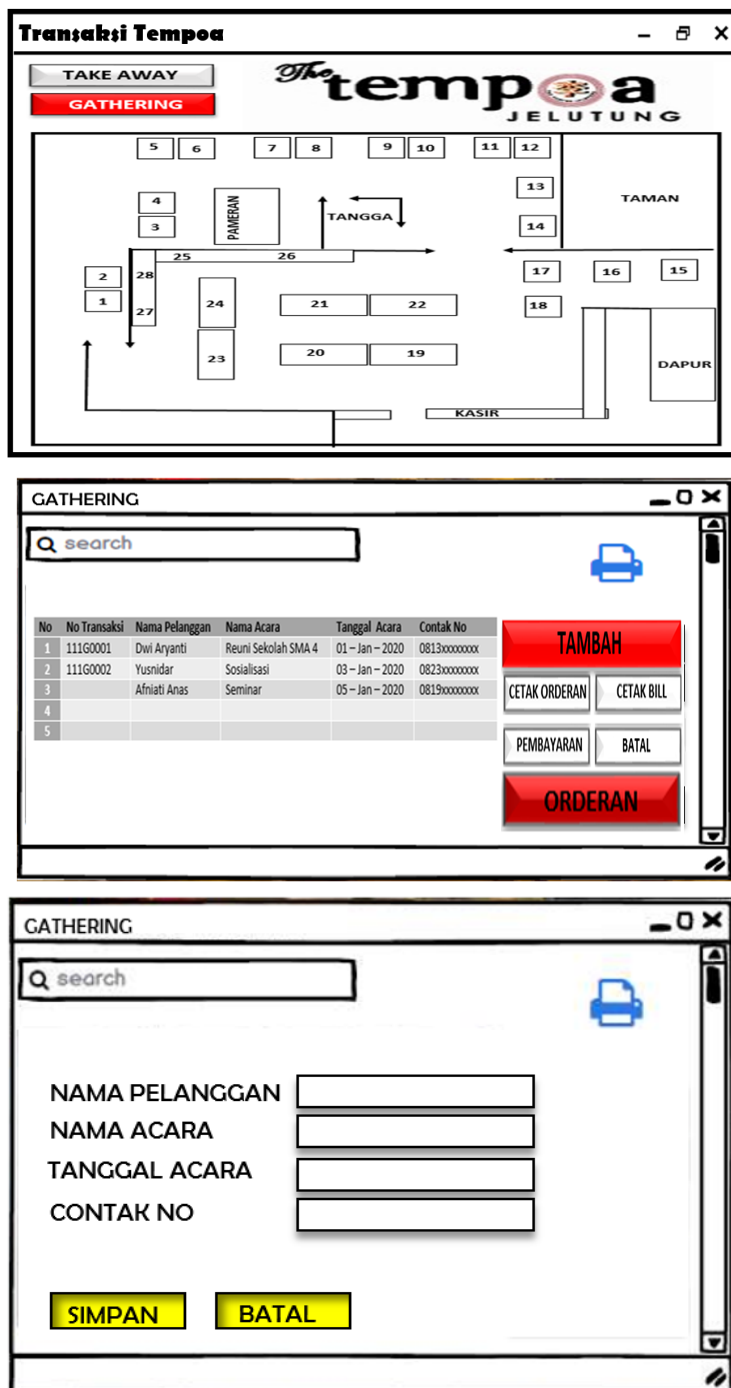 Transaksi Tempoa
TAKE AWAY
GATHERING
The
tempoa
JELUTUNG
5 6 7 8 9 10 11 12
13
4
PAMERAN
TAMAN
3
TANGGA
14
25 26
2 28
17 16 15
1 27
24 21 22
18
23 20 19
DAPUR
KASIR
GATHERING
search
No No Transaksi Nama Pelanggan Nama Acara Tanggal Acara Contak No
1 111G0001 Dwi Aryanti Reuni Sekolah SMA 4 01 – Jan – 2020 0813xxxxxxxx
2 111G0002 Yusnidar Sosialisasi 03 – Jan – 2020 0823xxxxxxxx
3 Afniati Anas Seminar 05 – Jan – 2020 0819xxxxxxxx
4
5
TAMBAH
CETAK ORDERAN CETAK BILL
PEMBAYARAN BATAL
ORDERAN
GATHERING
search
NAMA PELANGGAN
NAMA ACARA
TANGGAL ACARA
CONTAK NO
SIMPAN BATAL